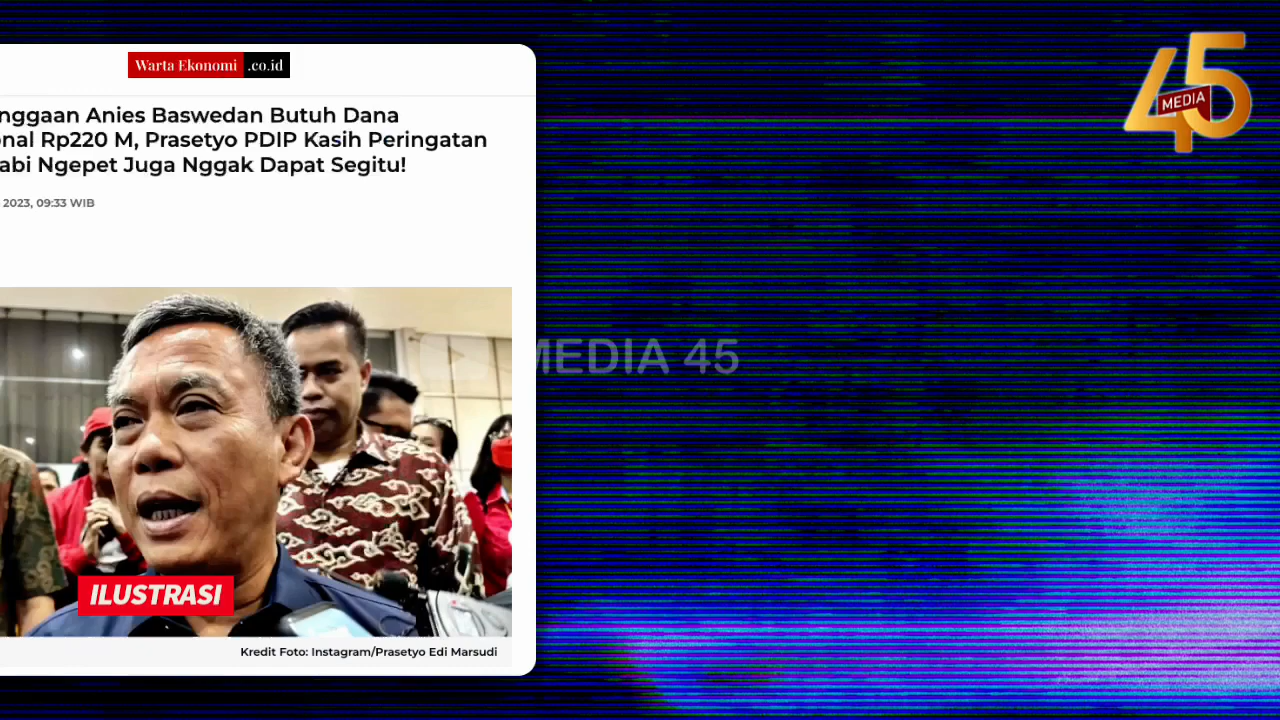 Warta Ekonomi .co.id
nggaan Anies Baswedan Butuh Dana
nal Rp220 M, Prasetyo PDIP Kasih Peringatan
abi Ngepet Juga Nggak Dapat Segitu!
2023, 09:33 WIB
45
MEDIA
MEDIA 45
ILUSTRASI
Kredit Foto: Instagram/Prasetyo Edi Marsudi